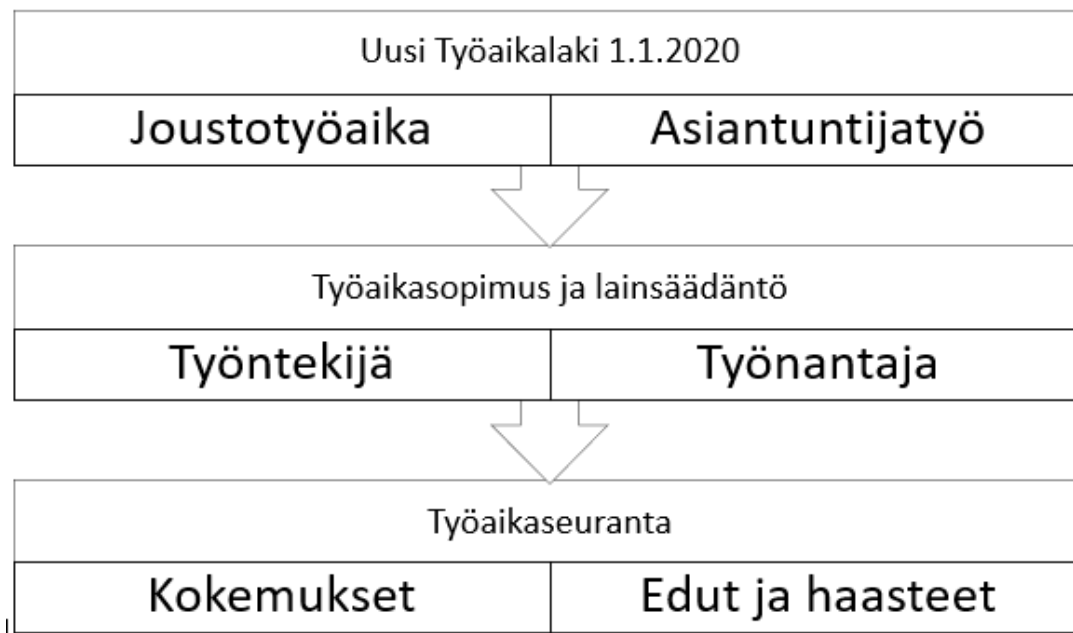 Uusi Työaikalaki 1.1.2020
Joustotyöaika Asiantuntijatyö
Työaikasopimus ja lainsäädäntö
Työntekijä Työnantaja
Työaikaseuranta
Kokemukset Edut ja haasteet